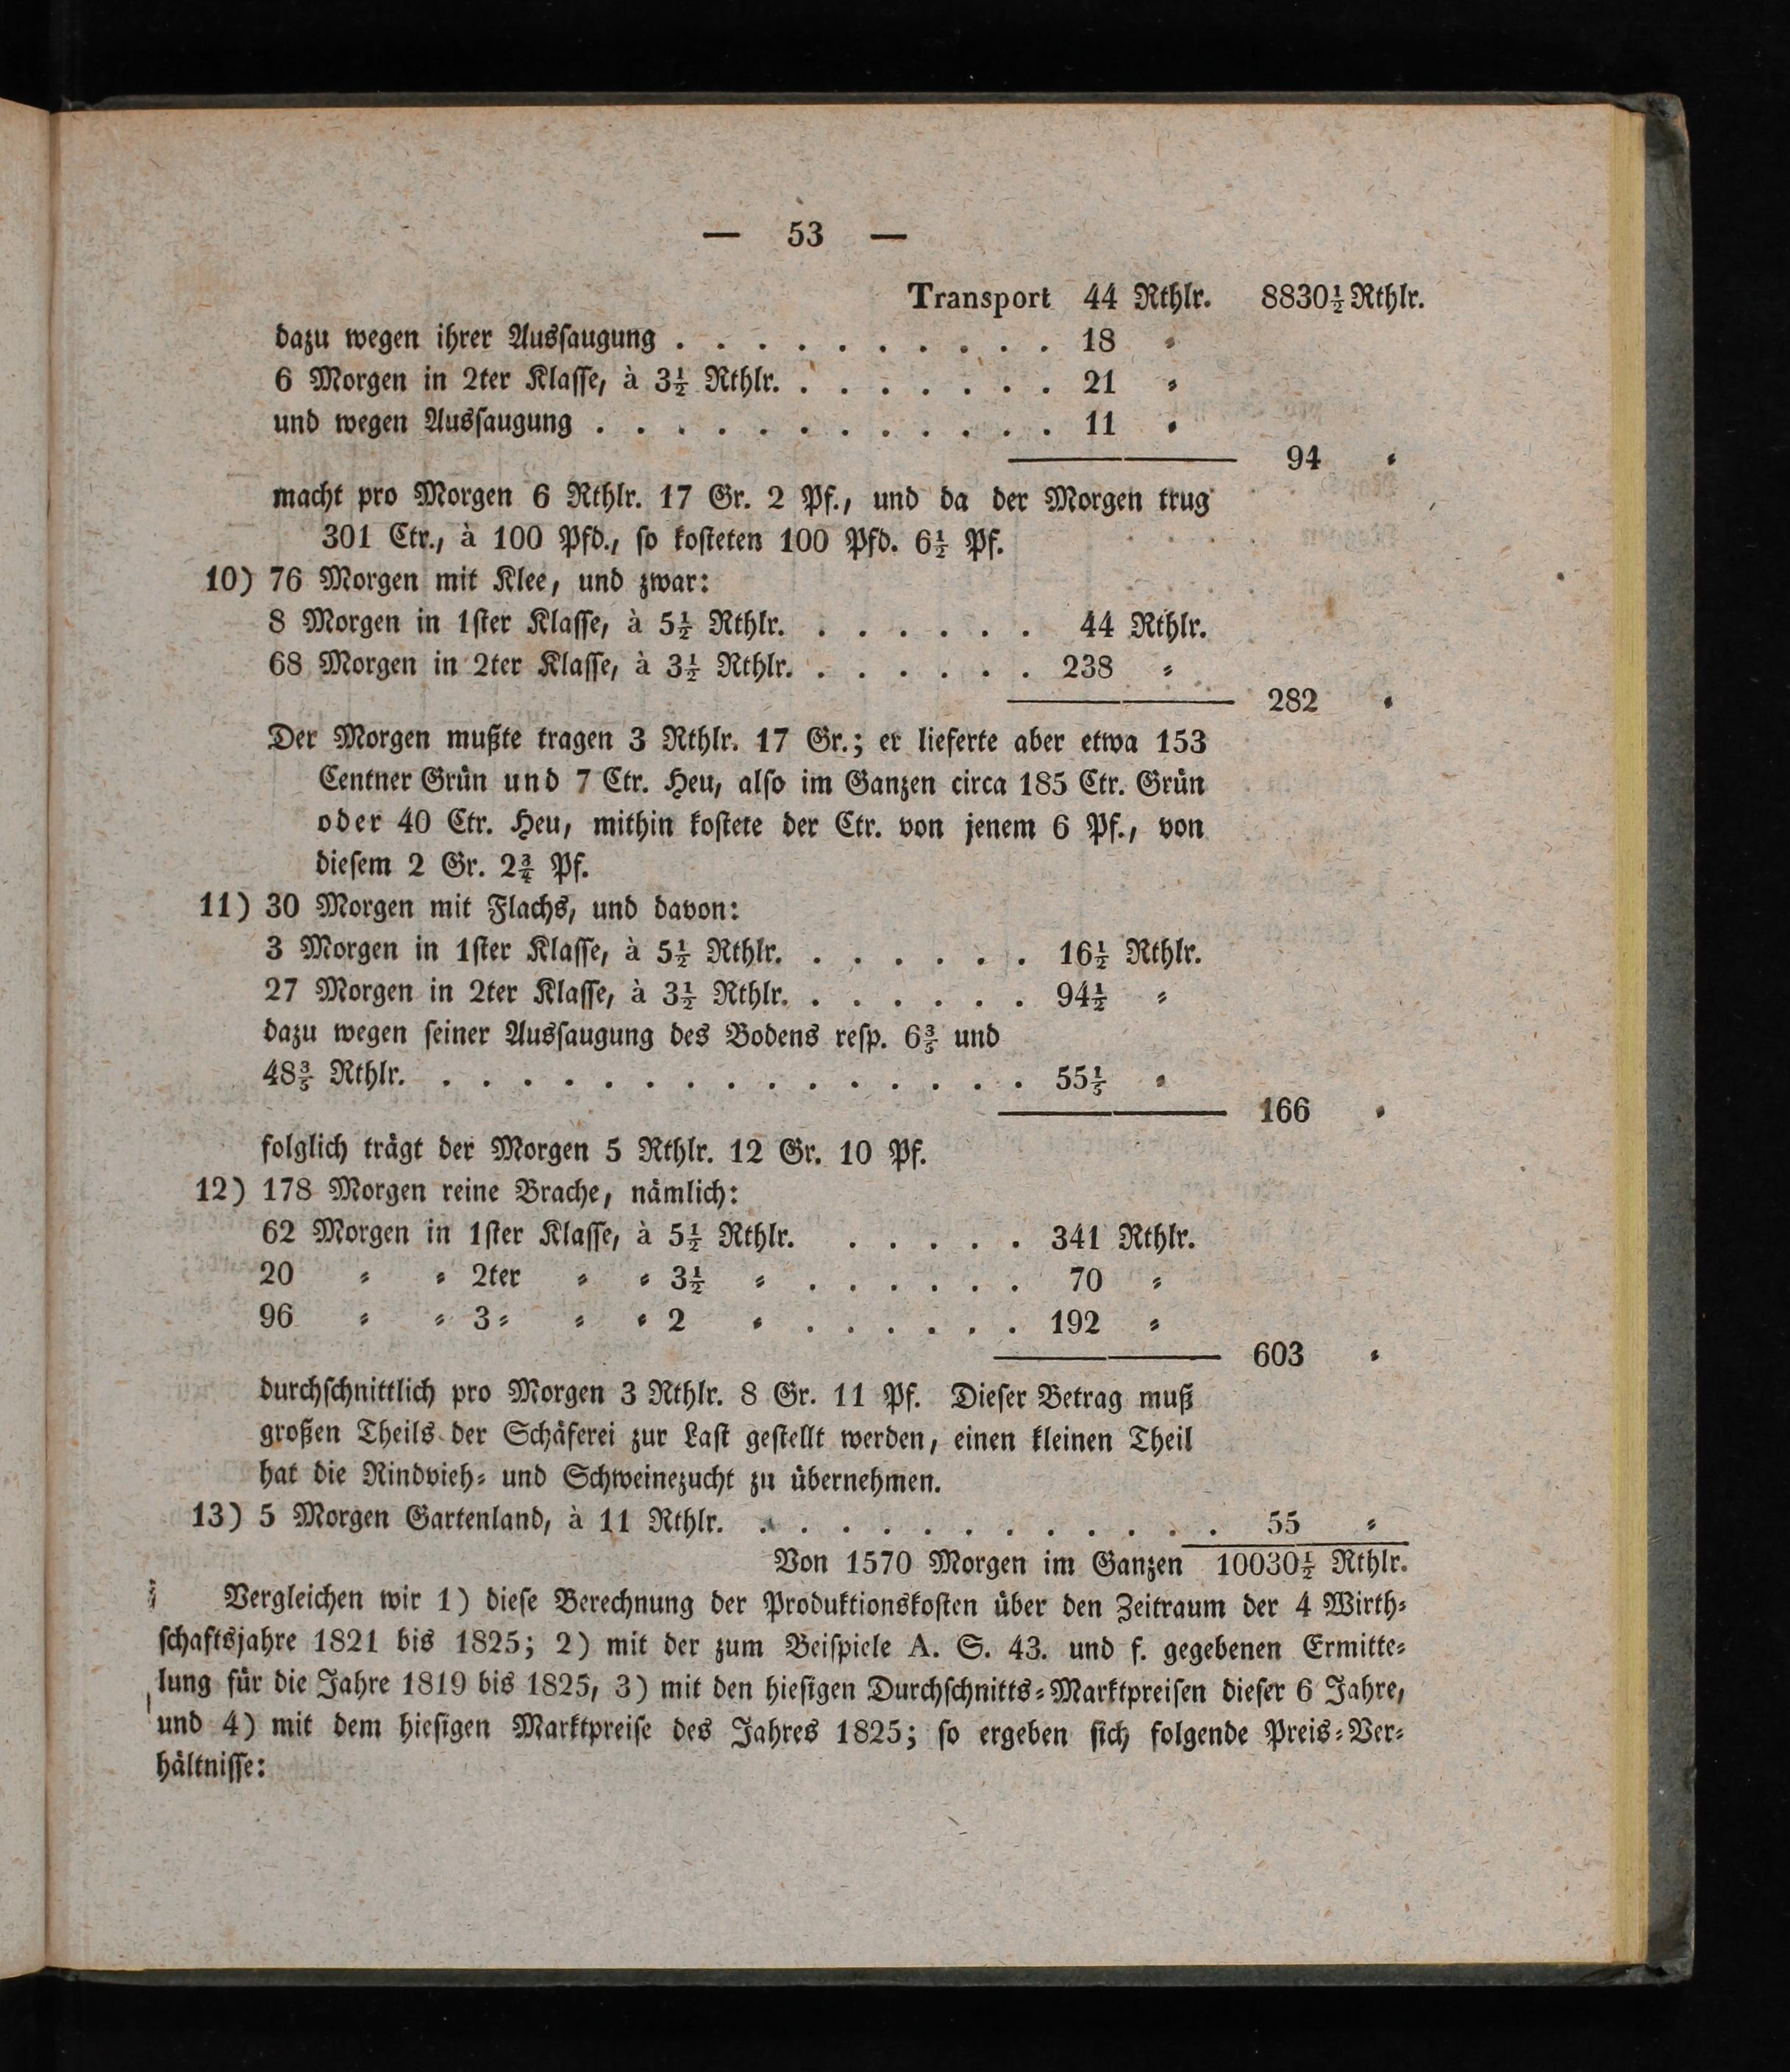 — 53 —
Transport 44 Rthlr. 8830½ Rthlr.
dazu wegen ihrer Ausſaugung . . . . . . . . . . 18 =
6 Morgen in 2ter Klaſſe, à 3½ Rthlr. . . . . . . . 21 =
und wegen Ausſaugung . . . . . . . . . . . . 11 =
94 =
macht pro Morgen 6 Rthlr. 17 Gr. 2 Pf., und da der Morgen trug
301 Ctr., à 100 Pfd., ſo koſteten 100 Pfd. 6½ Pf.
10) 76 Morgen mit Klee, und zwar:
8 Morgen in 1ſter Klaſſe, à 5½ Rthlr. . . . . . . 44 Rthlr.
68 Morgen in 2ter Klaſſe, à 3½ Rthlr. . . . . . . 238 =
282 =
Der Morgen mußte tragen 3 Rthlr. 17 Gr.; er lieferte aber etwa 153
Centner Grün und 7 Ctr. Heu, alſo im Ganzen circa 185 Ctr. Grün
oder 40 Ctr. Heu, mithin koſtete der Ctr. von jenem 6 Pf., von
dieſem 2 Gr. 2¾ Pf.
11) 30 Morgen mit Flachs, und davon:
3 Morgen in 1ſter Klaſſe, à 5½ Rthlr. . . . . . . 16½ Rthlr.
27 Morgen in 2ter Klaſſe, à 3½ Rthlr. . . . . . . 94½ =
dazu wegen ſeiner Ausſaugung des Bodens reſp. 6⅗ und
48⅗ Rthlr. . . . . . . . . . . . . . . . 55⅕ =
166 =
folglich trägt der Morgen 5 Rthlr. 12 Gr. 10 Pf.
12) 178 Morgen reine Brache, nämlich:
62 Morgen in 1ſter Klaſſe, à 5½ Rthlr. . . . . . 341 Rthlr.
20 = = 2ter = = 3½ = . . . . . . 70 =
96 = = 3= = = 2 = . . . . . . 192 =
603 =
durchſchnittlich pro Morgen 3 Rthlr. 8 Gr. 11 Pf. Dieſer Betrag muß
großen Theils der Schäferei zur Laſt geſtellt werden, einen kleinen Theil
hat die Rindvieh= und Schweinezucht zu übernehmen.
13) 5 Morgen Gartenland, à 11 Rthlr. . . . . . . . . . . . . 55 =
Von 1570 Morgen im Ganzen 10030½ Rthlr.
Vergleichen wir 1) dieſe Berechnung der Produktionskoſten über den Zeitraum der 4 Wirth=
ſchaftsjahre 1821 bis 1825; 2) mit der zum Beiſpiele A. S. 43. und f. gegebenen Ermitte=
lung für die Jahre 1819 bis 1825, 3) mit den hieſigen Durchſchnitts=Marktpreiſen dieſer 6 Jahre,
und 4) mit dem hieſigen Marktpreiſe des Jahres 1825; ſo ergeben ſich folgende Preis=Ver=
hältniſſe: